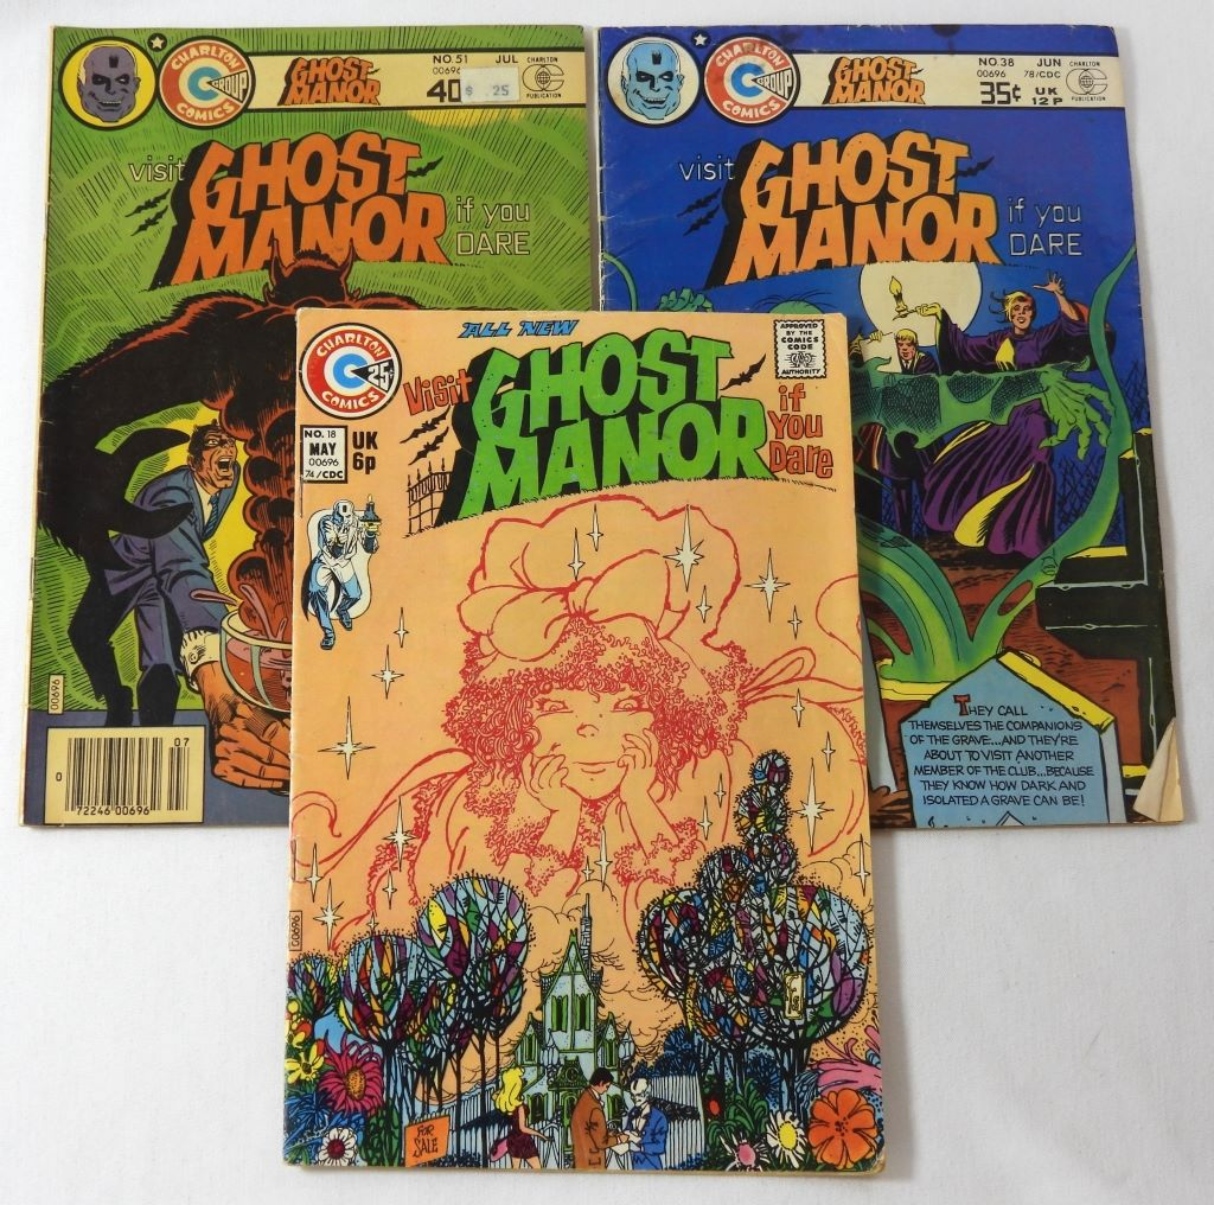 CHARLTON
COMICS
GROUP
C
GHOST
MANOR
NO. 51 JUL
00696
40
$ .25
CHARLTON
C
PUBLICATION
visit
GHOST
MANOR
if you
DARE
00696
0
72246 00696
07
CHARLTON
COMICS
GROUP
C
GHOST
MANOR
NO. 38 JUN
00696 78/CDC
35¢ UK
12P
CHARLTON
C
PUBLICATION
visit
GHOST
MANOR
if you
DARE
THEY CALL
THEMSELVES THE COMPANIONS
OF THE GRAVE...AND THEY'RE
ABOUT TO VISIT ANOTHER
MEMBER OF THE CLUB...BECAUSE
THEY KNOW HOW DARK AND
ISOLATED A GRAVE CAN BE!
CHARLTON
C 25¢
COMICS
NO. 18
MAY
00696
74/CDC
UK
6p
ALL NEW
Visit
GHOST
MANOR
if
You
Dare
APPROVED
BY THE
COMICS
CODE
AUTHORITY
00696
FOR
SALE